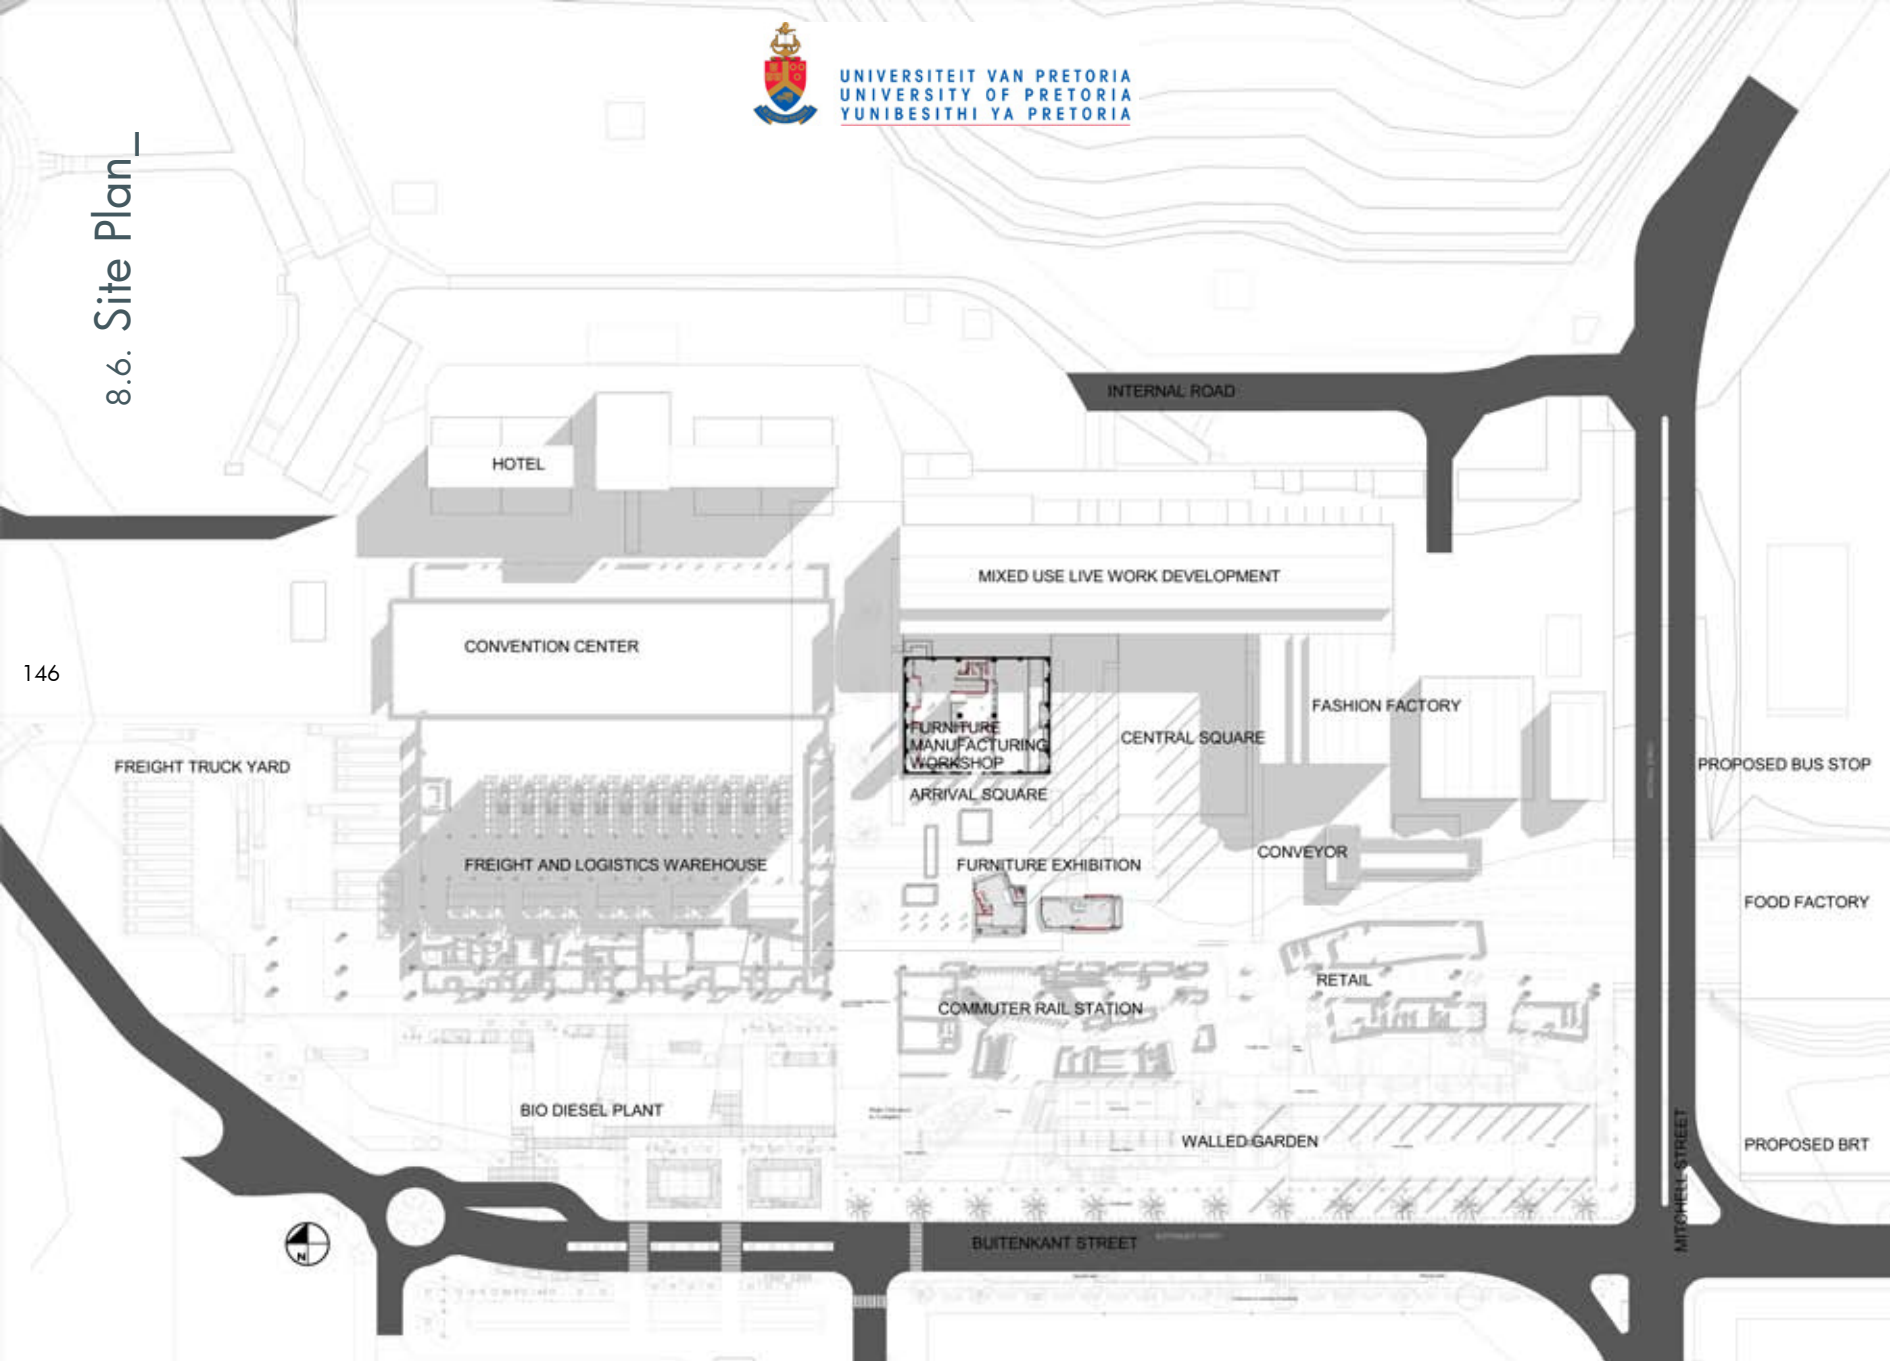 UNIVERSITEIT VAN PRETORIA
UNIVERSITY OF PRETORIA
YUNIBESITHI YA PRETORIA
8.6. Site Plan_
INTERNAL ROAD
HOTEL
MIXED USE LIVE WORK DEVELOPMENT
CONVENTION CENTER
146
FASHION FACTORY
FURNITURE
MANUFACTURING
WORKSHOP
CENTRAL SQUARE
FREIGHT TRUCK YARD
PROPOSED BUS STOP
ARRIVAL SQUARE
CONVEYOR
FREIGHT AND LOGISTICS WAREHOUSE
FURNITURE EXHIBITION
FOOD FACTORY
RETAIL
COMMUTER RAIL STATION
BIO DIESEL PLANT
WALLED GARDEN
PROPOSED BRT
MITCHELL STREET
BUITENKANT STREET
N